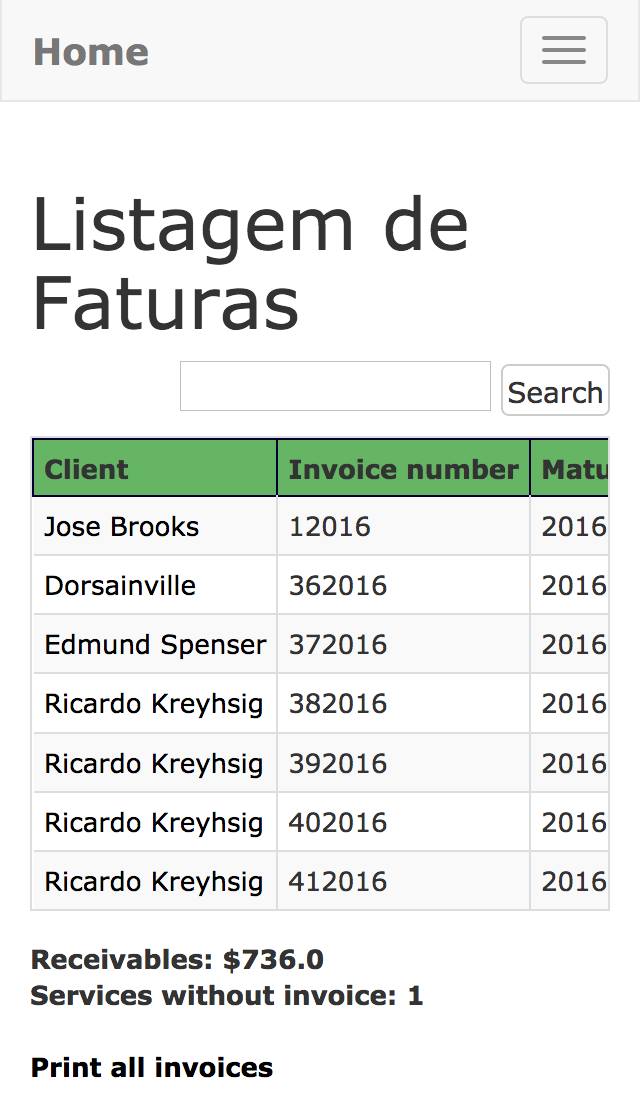 Home
Listagem de
Faturas
Search
Client Invoice number Matu
Jose Brooks 12016 2016
Dorsainville 362016 2016
Edmund Spenser 372016 2016
Ricardo Kreyhsig 382016 2016
Ricardo Kreyhsig 392016 2016
Ricardo Kreyhsig 402016 2016
Ricardo Kreyhsig 412016 2016
Receivables: $736.0
Services without invoice: 1
Print all invoices